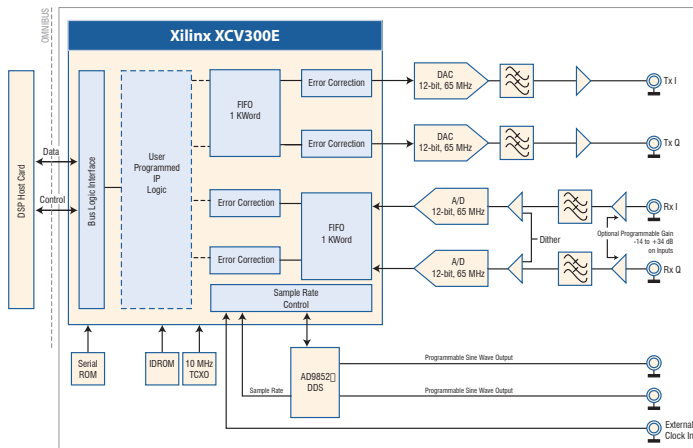 OMNIBUS
Xilinx XCV300E
DSP Host Card
Data
Control
Bus Logic Interface
User
Programmed
IP
Logic
FIFO
1 KWord
Error Correction
Error Correction
DAC
12-bit, 65 MHz
Tx I
DAC
12-bit, 65 MHz
Tx Q
Error Correction
Error Correction
FIFO
1 KWord
A/D
12-bit, 65 MHz
Rx I
Dither
Optional Programmable Gain
-14 to +34 dB
on Inputs
A/D
12-bit, 65 MHz
Rx Q
Sample Rate
Control
Serial
ROM
IDROM
10 MHz
TCXO
Sample Rate
AD9852▯
DDS
Programmable Sine Wave Output
Programmable Sine Wave Output
External
Clock In